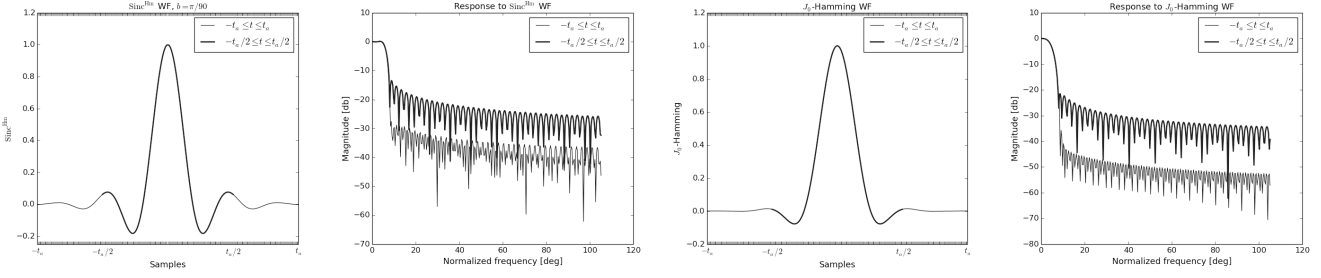 Sinc^Hn WF, b = π/90
1.2
1.0
0.8
0.6
0.4
0.2
0.0
−0.2
Sinc^Hn
−t_a ≤ t ≤ t_a
−t_a/2 ≤ t ≤ t_a/2
−t_a −t_a/2 t_a/2 t_a
Samples
Response to Sinc^Hn WF
10
0
−10
−20
−30
−40
−50
−60
−70
Magnitude [db]
−t_a ≤ t ≤ t_a
−t_a/2 ≤ t ≤ t_a/2
0 20 40 60 80 100 120
Normalized frequency [deg]
J_0-Hamming WF
1.2
1.0
0.8
0.6
0.4
0.2
0.0
−0.2
J_0-Hamming
−t_a ≤ t ≤ t_a
−t_a/2 ≤ t ≤ t_a/2
−t_a −t_a/2 t_a/2 t_a
Samples
Response to J_0-Hamming WF
10
0
−10
−20
−30
−40
−50
−60
−70
−80
Magnitude [db]
−t_a ≤ t ≤ t_a
−t_a/2 ≤ t ≤ t_a/2
0 20 40 60 80 100 120
Normalized frequency [deg]